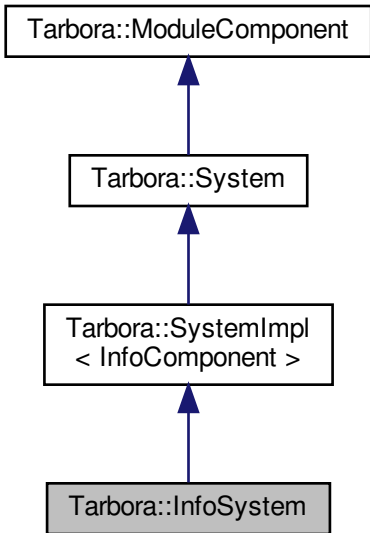 Tarbora::ModuleComponent
Tarbora::System
Tarbora::SystemImpl
< InfoComponent >
Tarbora::InfoSystem